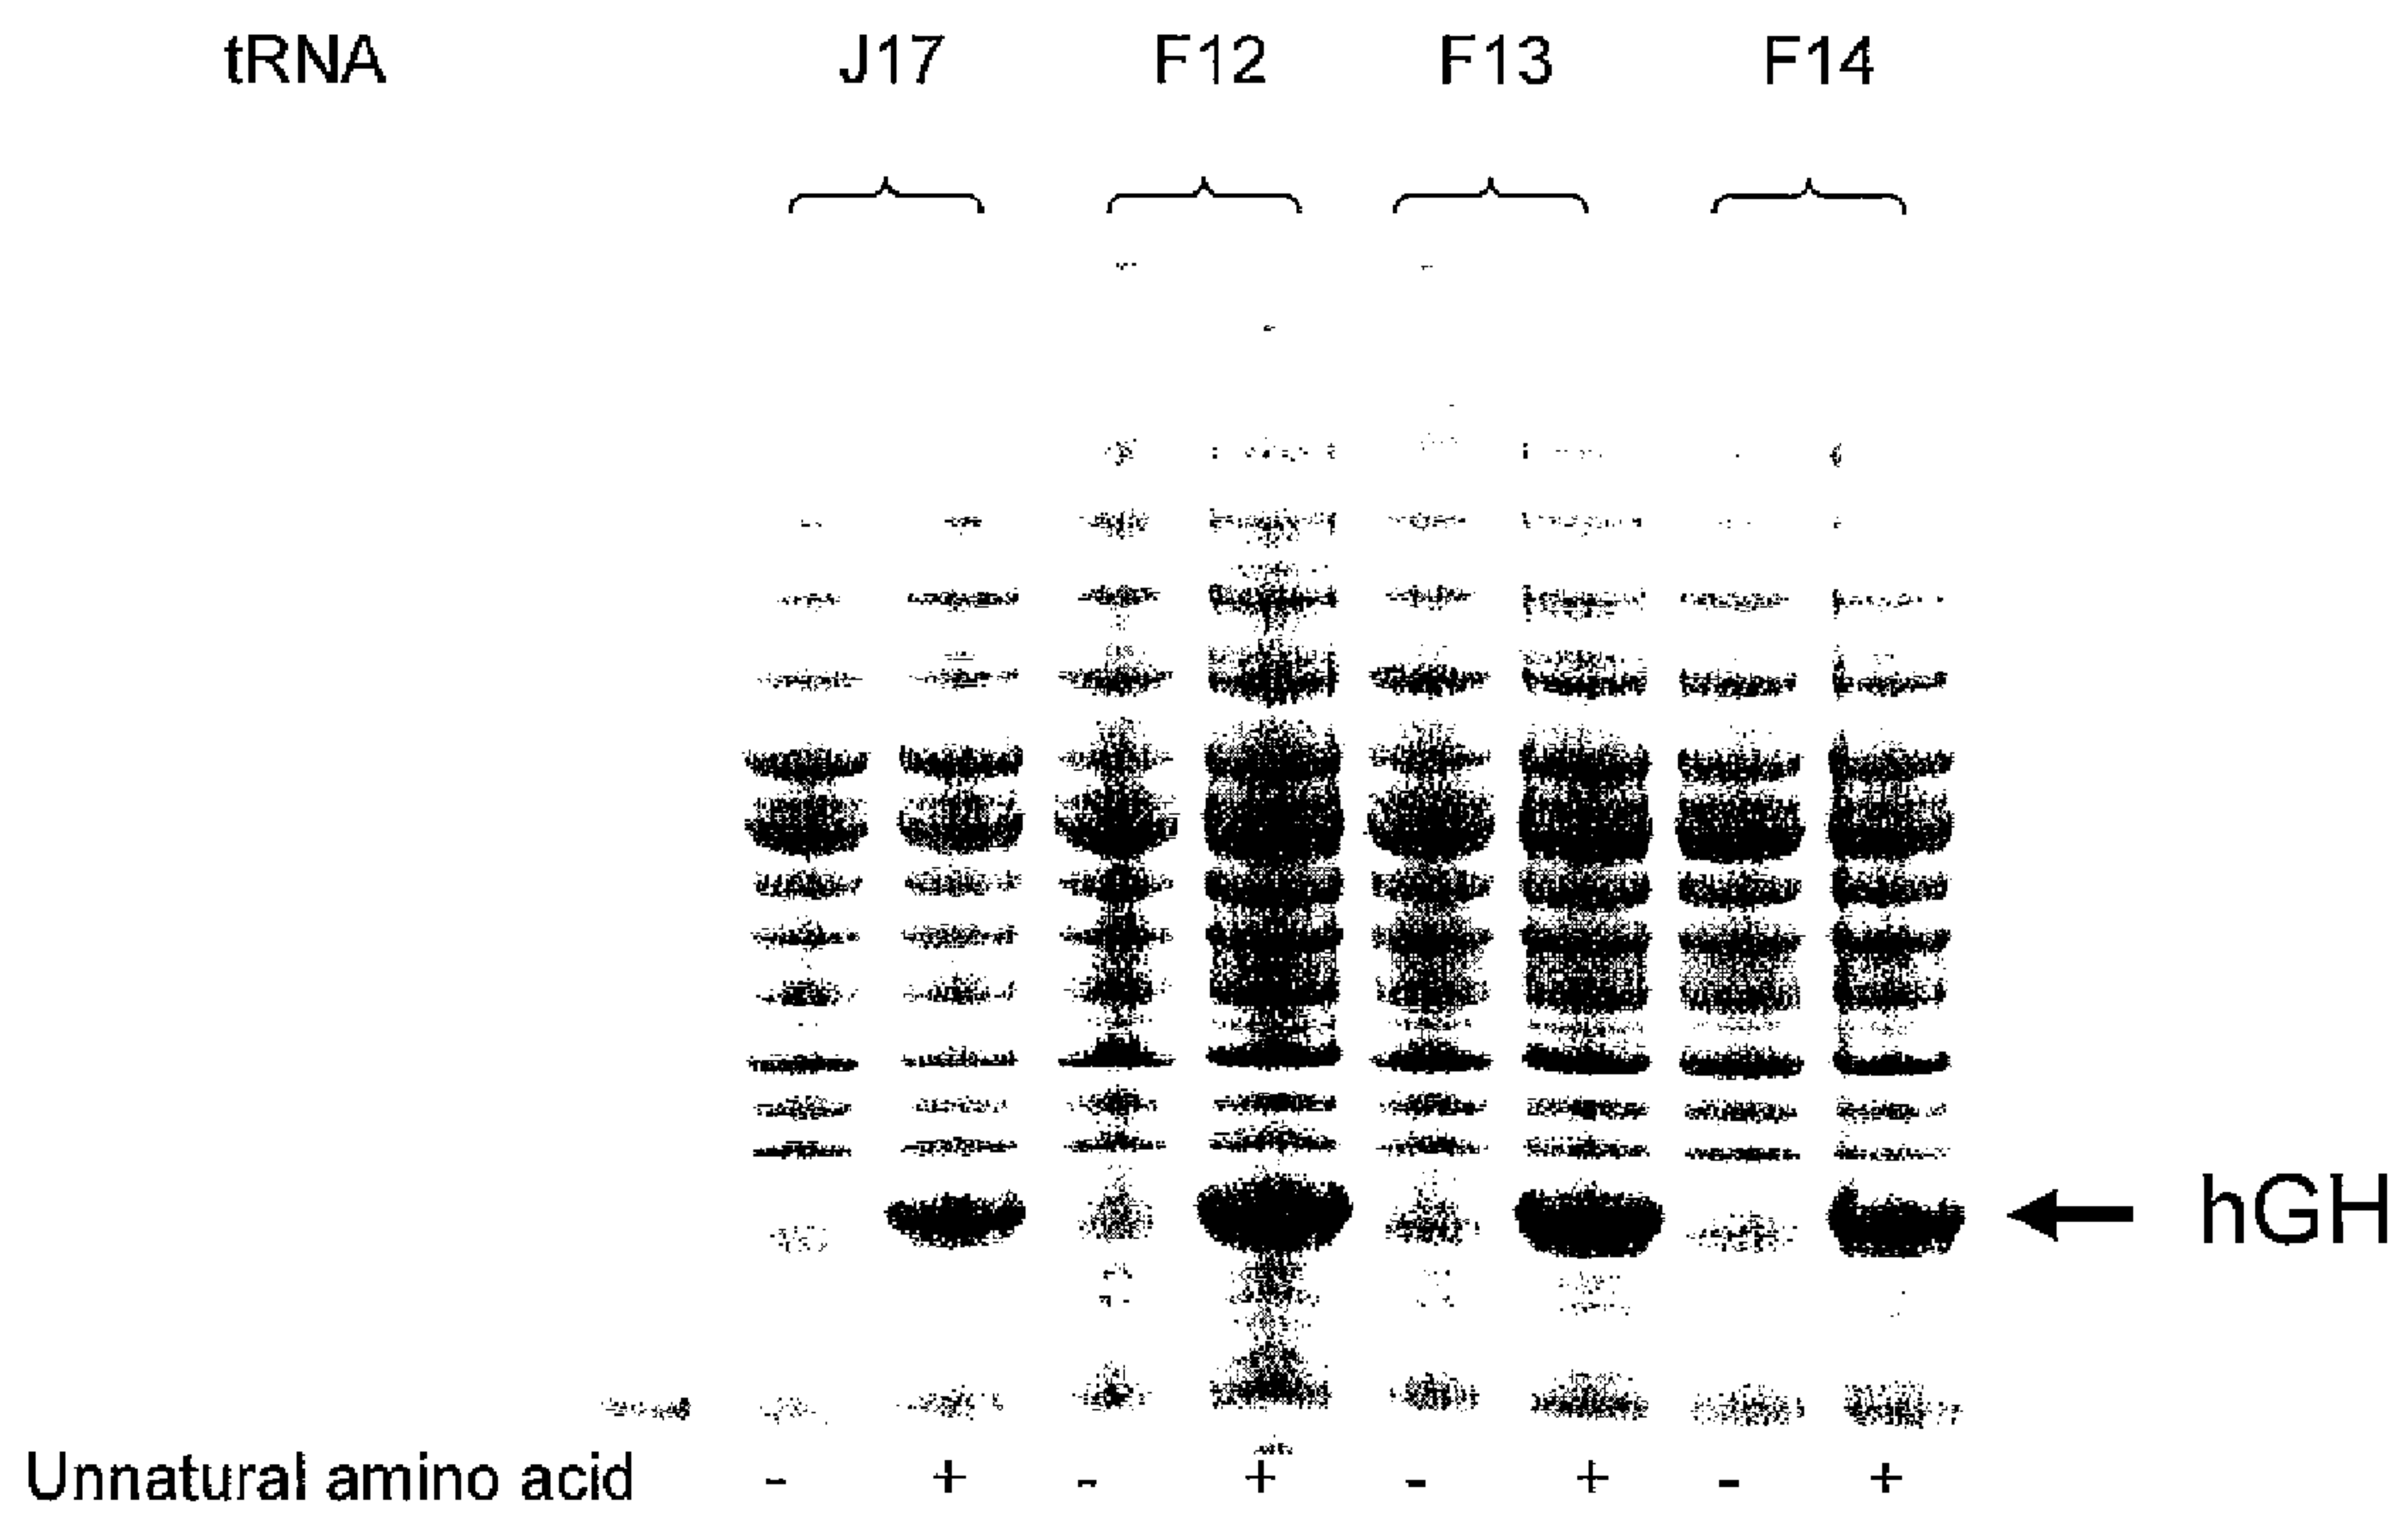 tRNA J17 F12 F13 F14
hGH
Unnatural amino acid - + - + - + - +